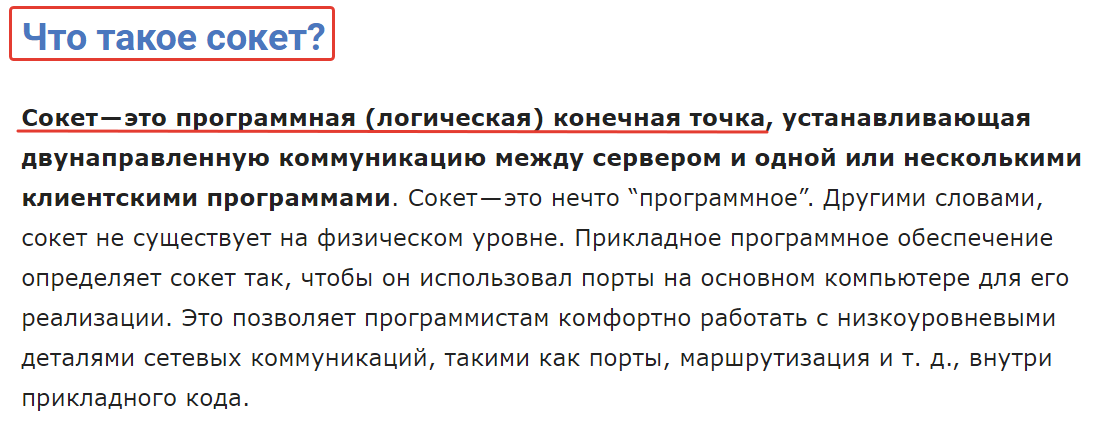 Что такое сокет?
Сокет—это программная (логическая) конечная точка, устанавливающая
двунаправленную коммуникацию между сервером и одной или несколькими
клиентскими программами. Сокет—это нечто “программное”. Другими словами,
сокет не существует на физическом уровне. Прикладное программное обеспечение
определяет сокет так, чтобы он использовал порты на основном компьютере для его
реализации. Это позволяет программистам комфортно работать с низкоуровневыми
деталями сетевых коммуникаций, такими как порты, маршрутизация и т. д., внутри
прикладного кода.